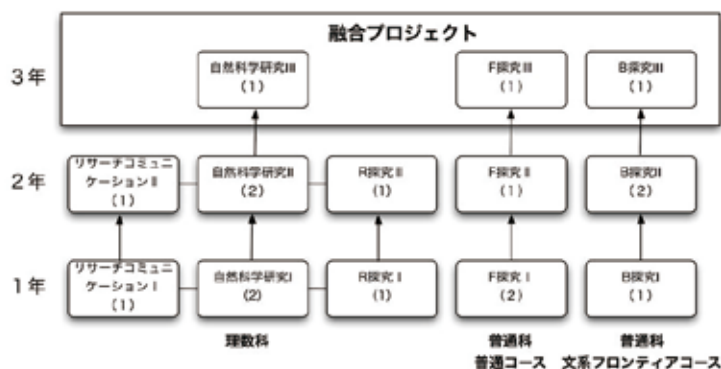 融合プロジェクト
3年
自然科学研究III
(1)
F探究III
(1)
B探究III
(1)
2年
リサーチコミュニ
ケーションII
(1)
自然科学研究II
(2)
R探究II
(1)
F探究II
(1)
B探究II
(2)
1年
リサーチコミュニ
ケーションI
(1)
自然科学研究I
(2)
R探究I
(1)
F探究I
(2)
B探究I
(1)
理数科
普通科
普通コース
普通科
文系フロンティアコース